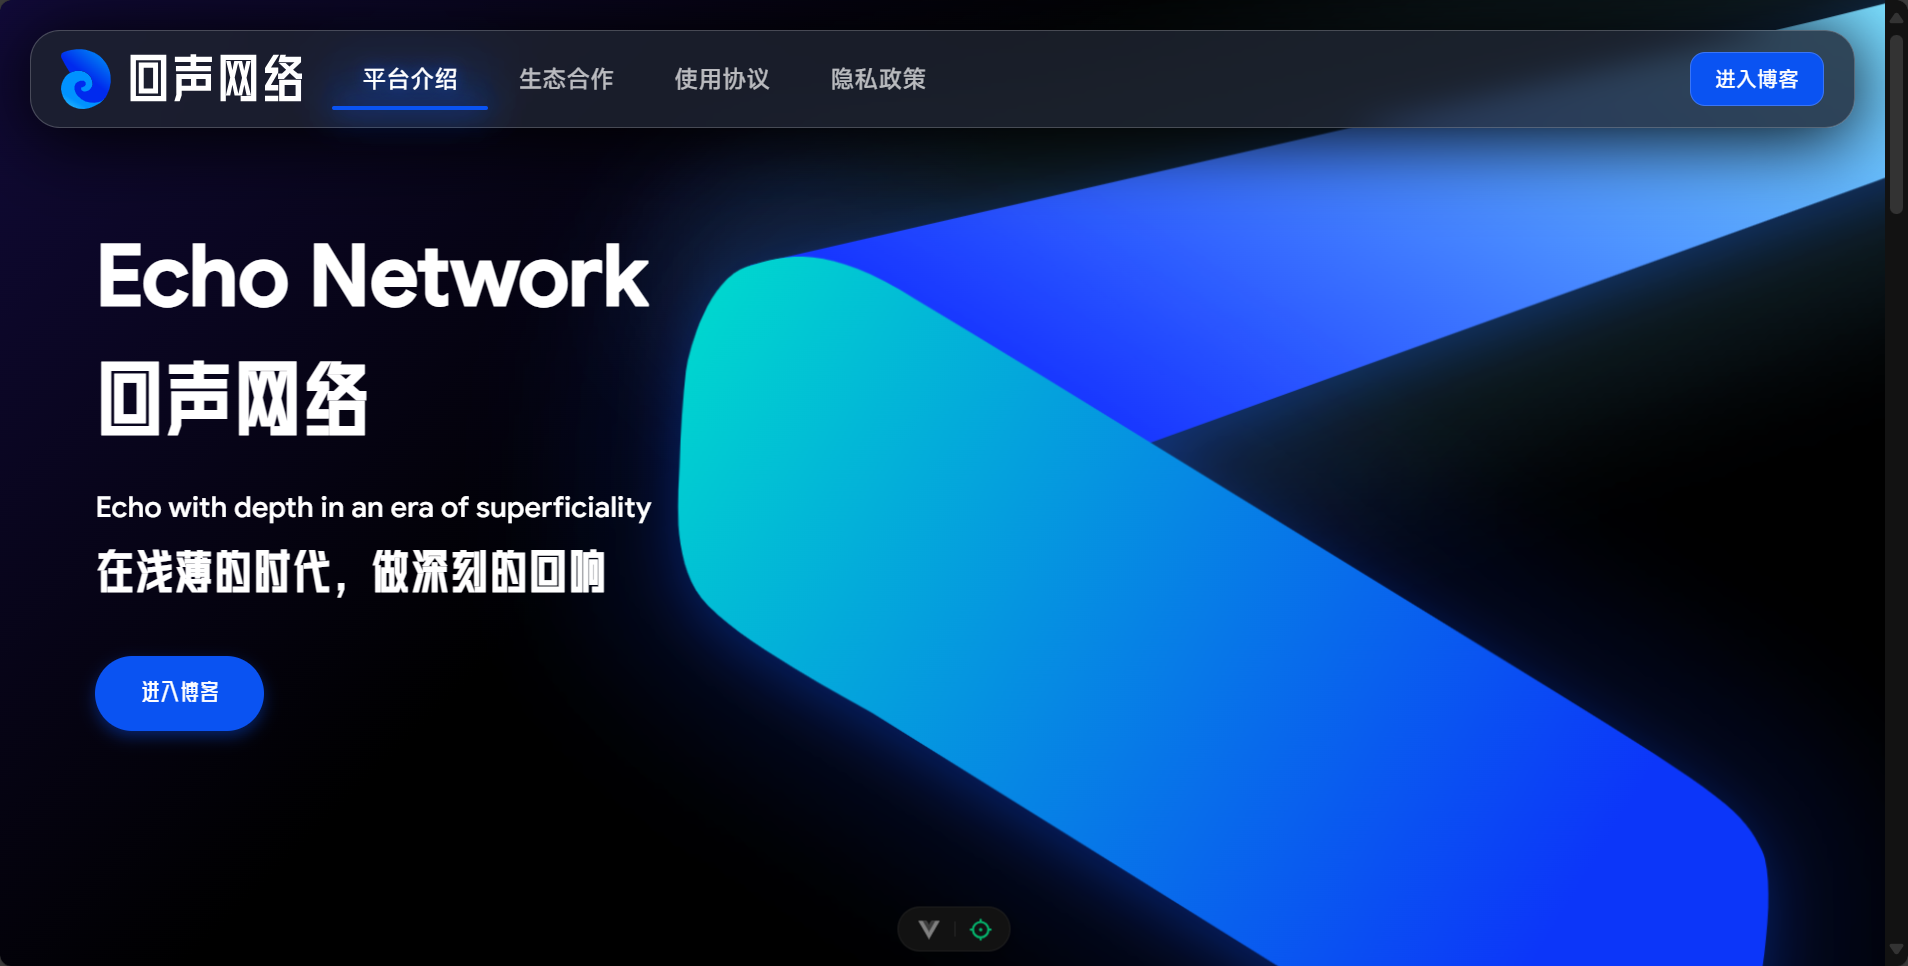 回声网络
平台介绍
生态合作
使用协议
隐私政策
进入博客
Echo Network
回声网络
Echo with depth in an era of superficiality
在浅薄的时代，做深刻的回响
进入博客